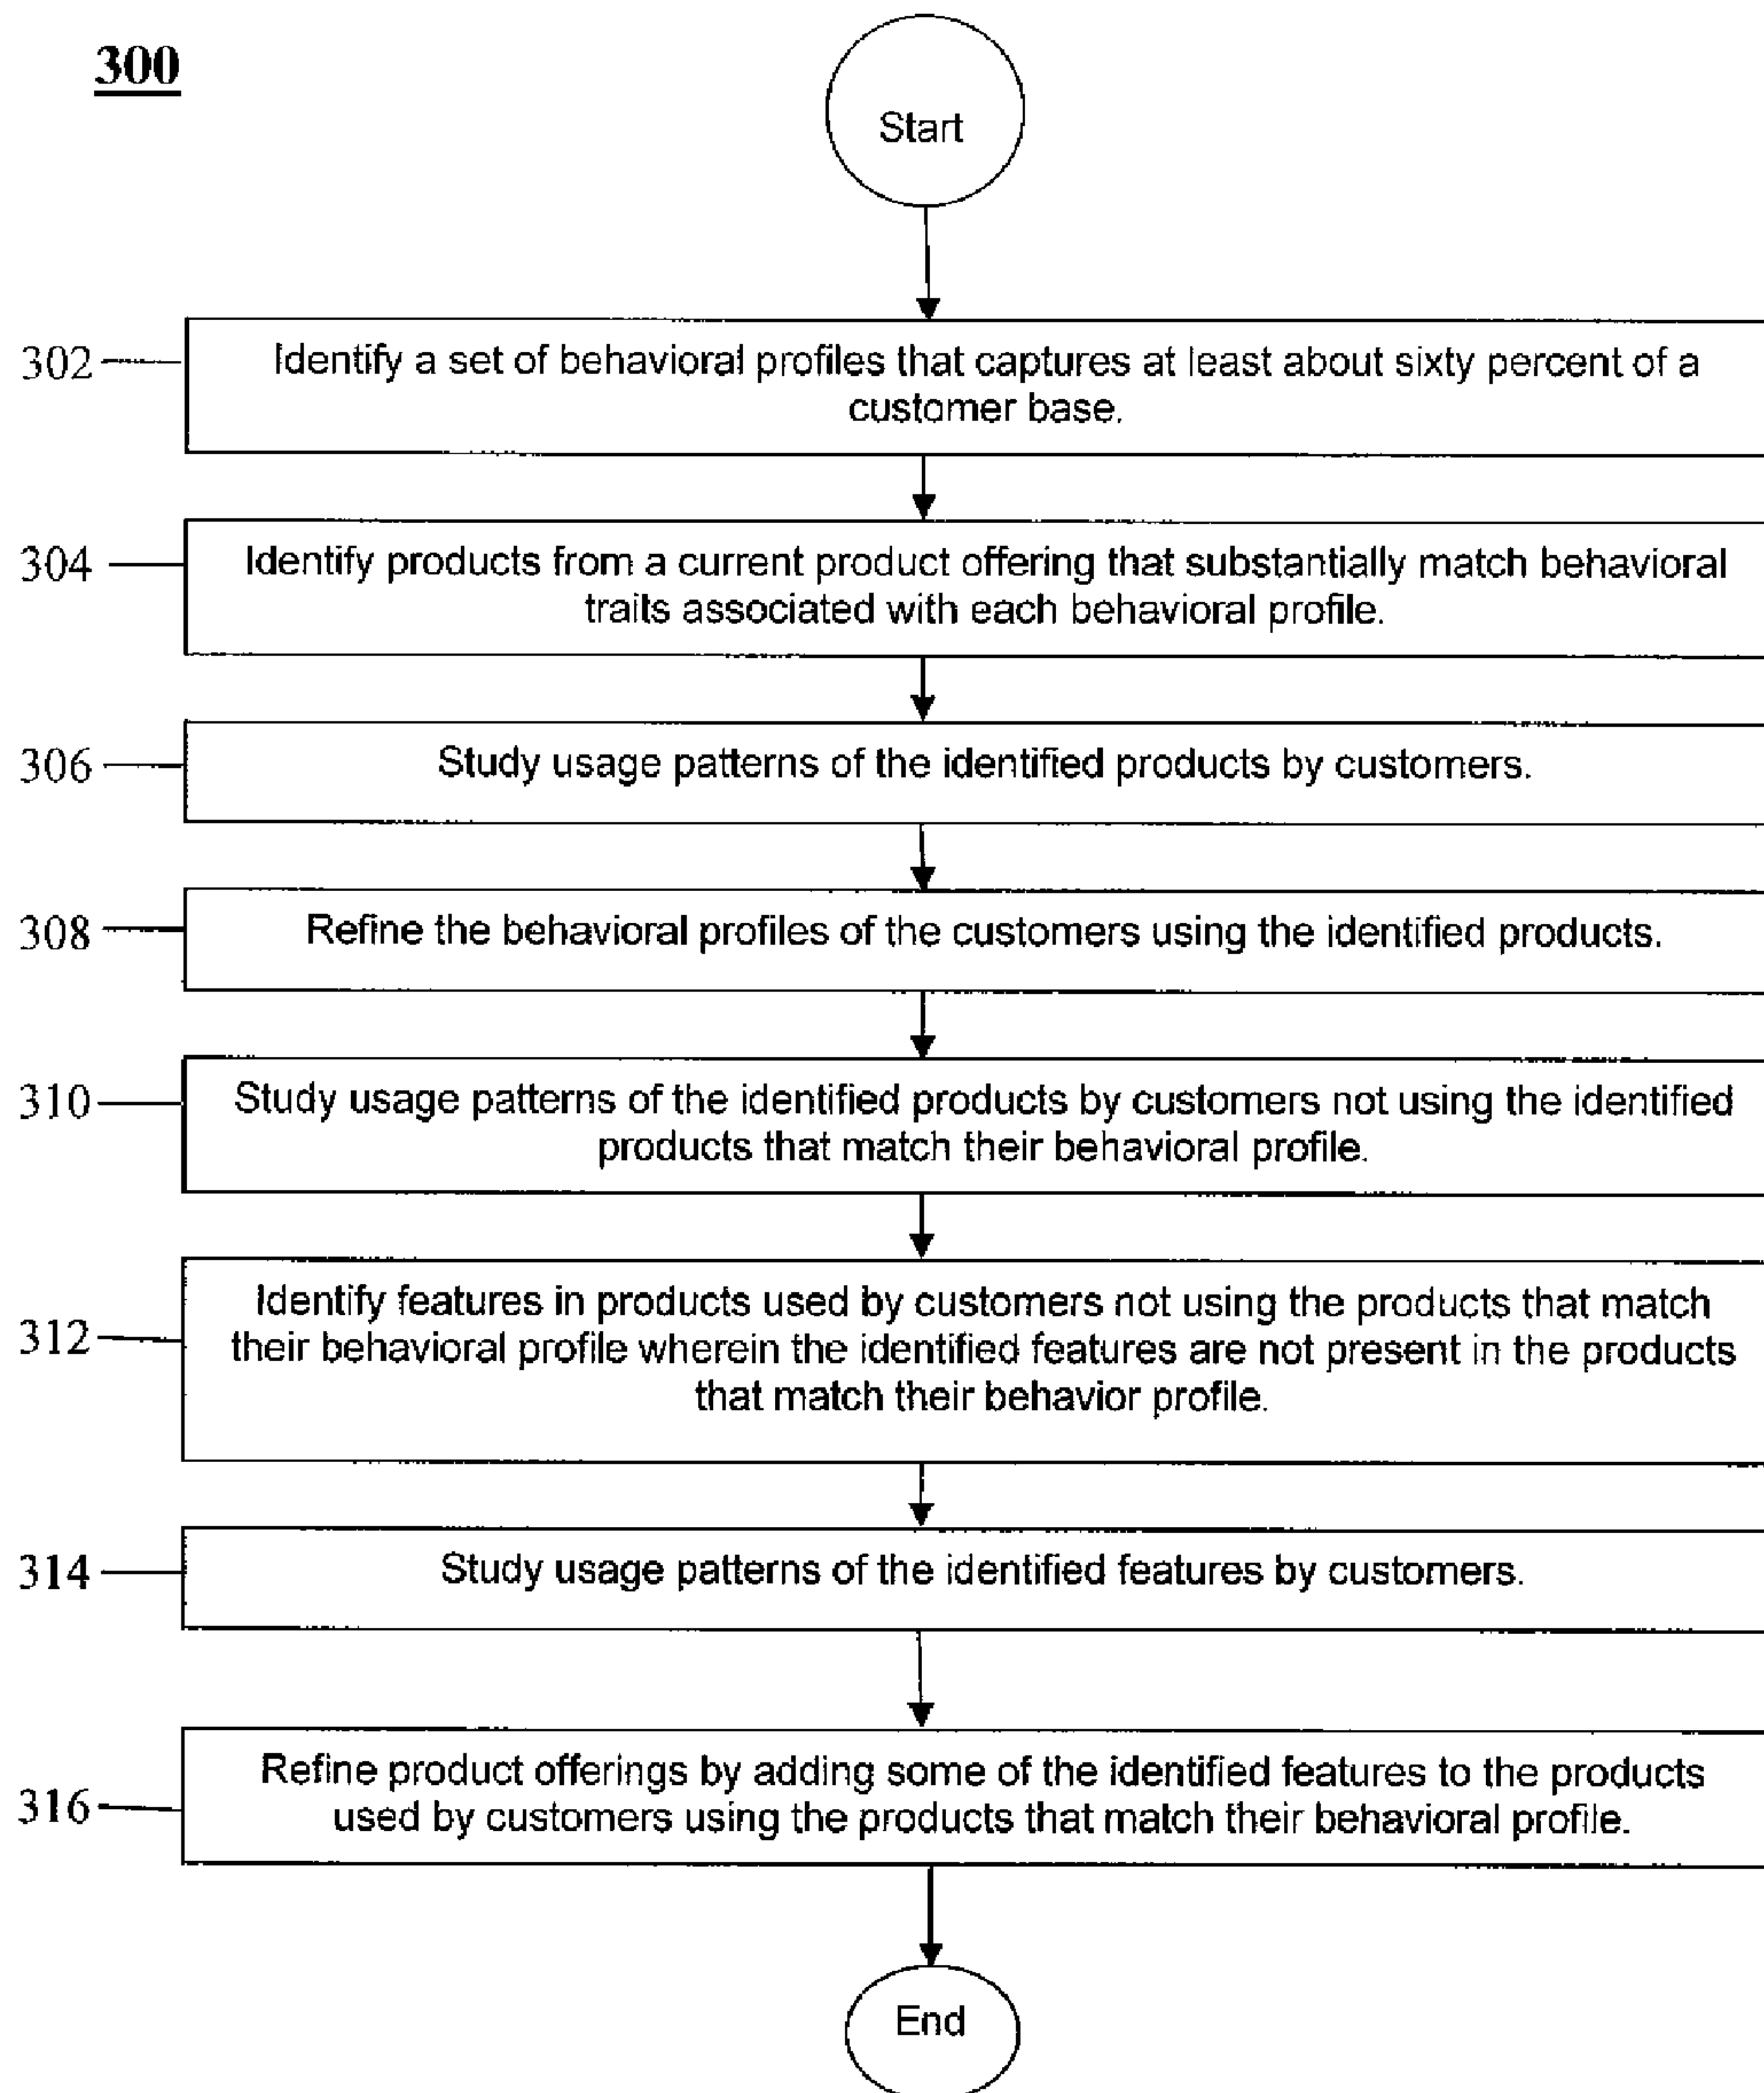 300
Start
302
Identify a set of behavioral profiles that captures at least about sixty percent of a
customer base.
304
Identify products from a current product offering that substantially match behavioral
traits associated with each behavioral profile.
306
Study usage patterns of the identified products by customers.
308
Refine the behavioral profiles of the customers using the identified products.
310
Study usage patterns of the identified products by customers not using the identified
products that match their behavioral profile.
312
Identify features in products used by customers not using the products that match
their behavioral profile wherein the identified features are not present in the products
that match their behavior profile.
314
Study usage patterns of the identified features by customers.
316
Refine product offerings by adding some of the identified features to the products
used by customers using the products that match their behavioral profile.
End